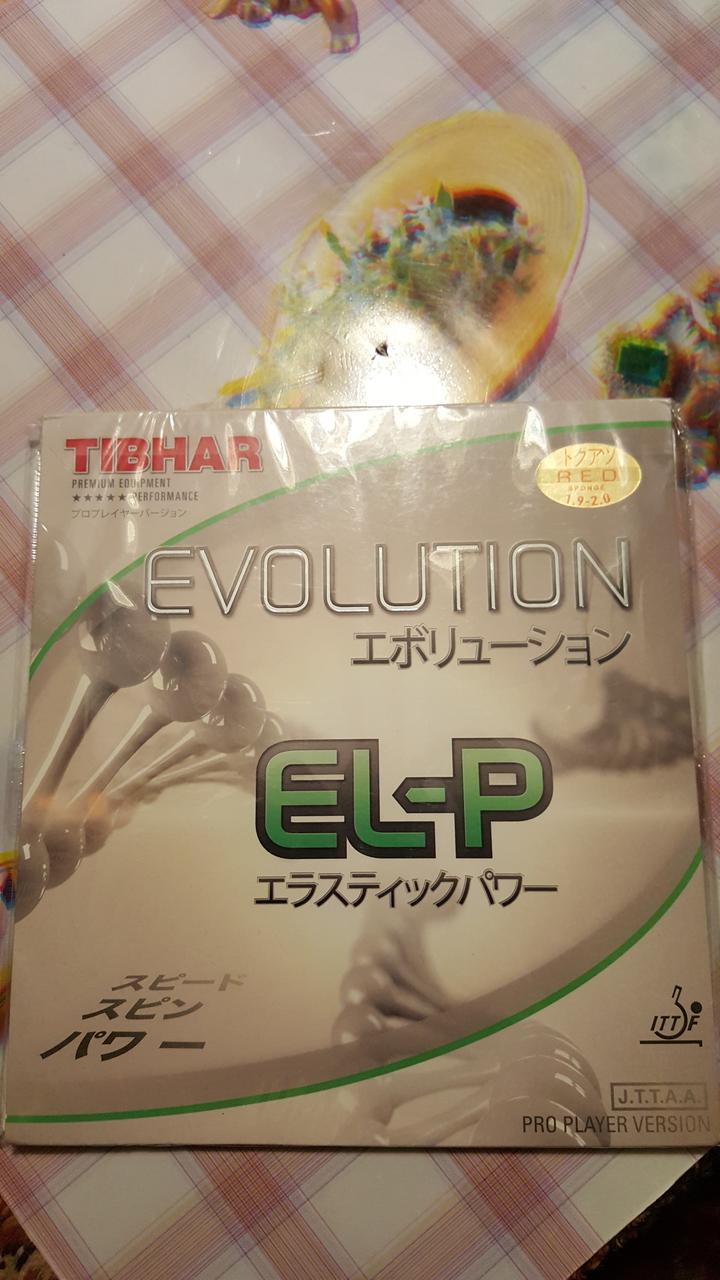 TIBHAR
PREMIUM EQUIPMENT
★★★★★ PERFORMANCE
プロプレイヤーバージョン
トクアツ
RED
SPONGE
1.9-2.0
EVOLUTION
エボリューション
EL-P
エラスティックパワー
スピード
スピン
パワー
ITTF
J.T.T.A.A.
PRO PLAYER VERSION